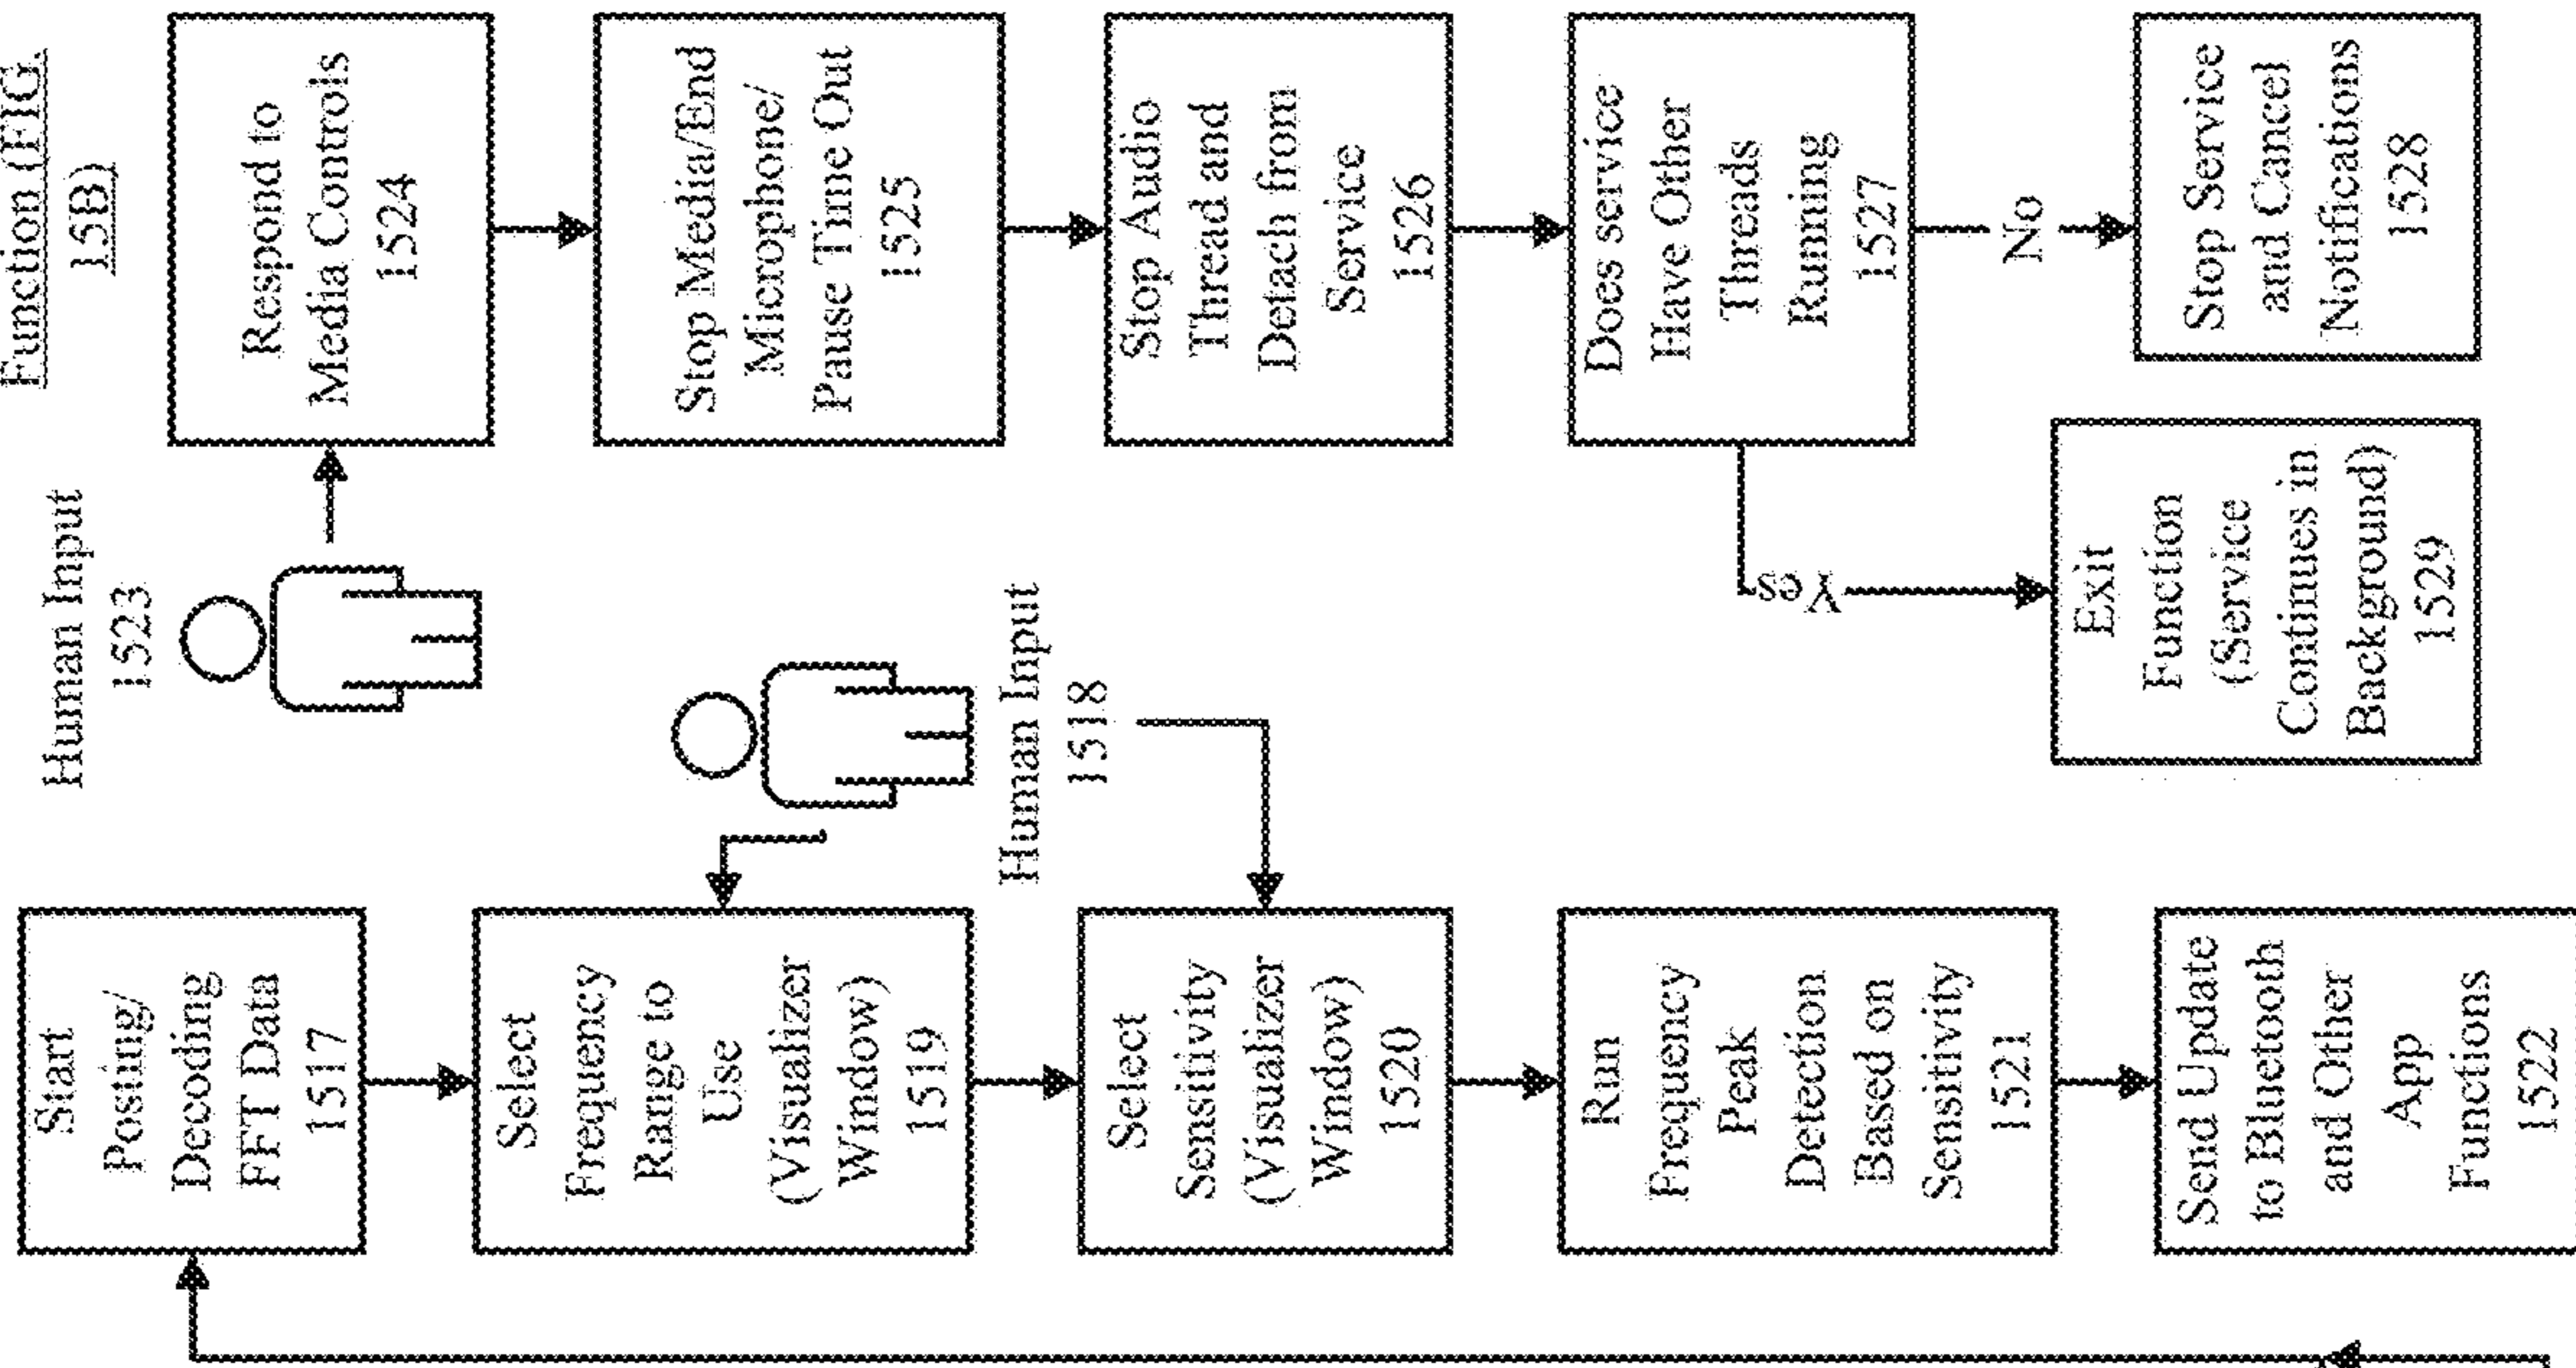 Function (FIG.
15B)
Human Input
1523
Respond to
Media Controls
1524
Stop Media/End
Microphone/
Pause Time Out
1525
Stop Audio
Thread and
Detach from
Service
1526
Does service
Have Other
Threads
Running
1527
No
Yes
Stop Service
and Cancel
Notifications
1528
Exit
Function
(Service
Continues in
Background)
1529
Start
Posting/
Decoding
FFT Data
1517
Human Input
1518
Select
Frequency
Range to
Use
(Visualizer
Window)
1519
Select
Sensitivity
(Visualizer
Window)
1520
Run
Frequency
Peak
Detection
Based on
Sensitivity
1521
Send Update
to Bluetooth
and Other
App
Functions
1522